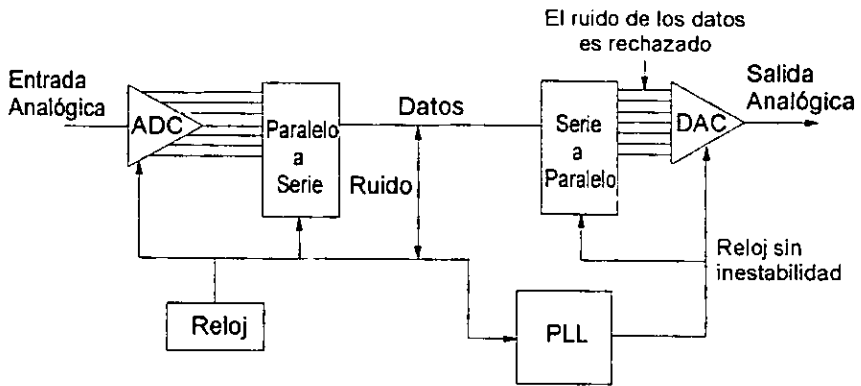 El ruido de los datos
es rechazado
Entrada
Analógica
ADC
Paralelo
a
Serie
Datos
Ruido
Serie
a
Paralelo
DAC
Salida
Analógica
Reloj sin
inestabilidad
Reloj
PLL